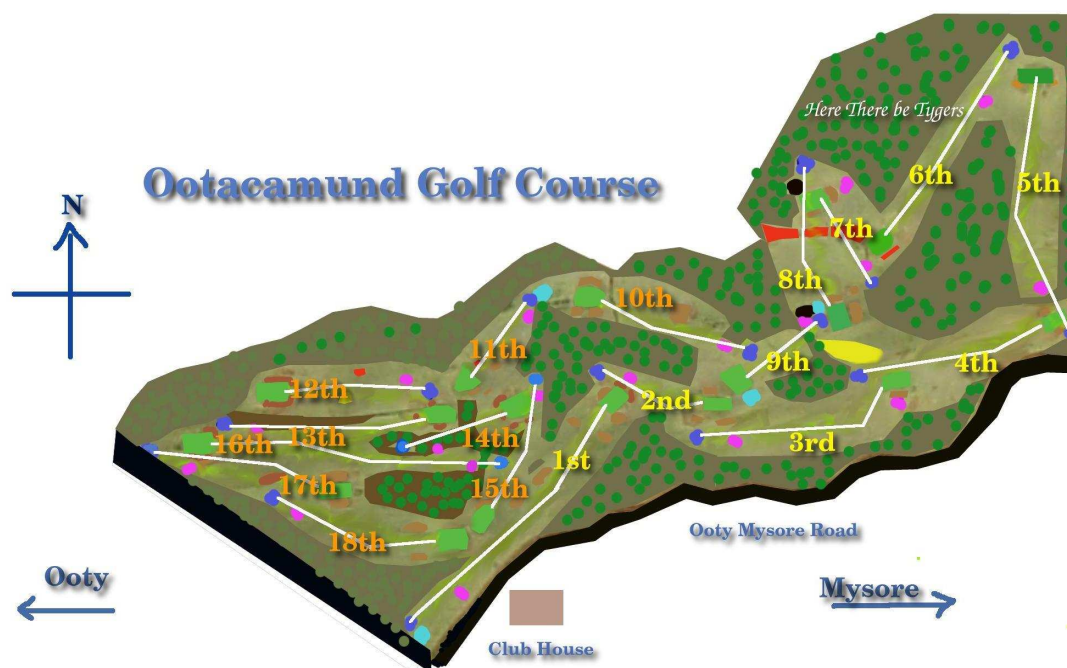 Here There be Tygers
Ootacamund Golf Course
N
6th
5th
7th
8th
10th
11th
9th
4th
12th
2nd
16th
13th
14th
3rd
1st
17th
15th
18th
Ooty Mysore Road
Ooty
Mysore
Club House